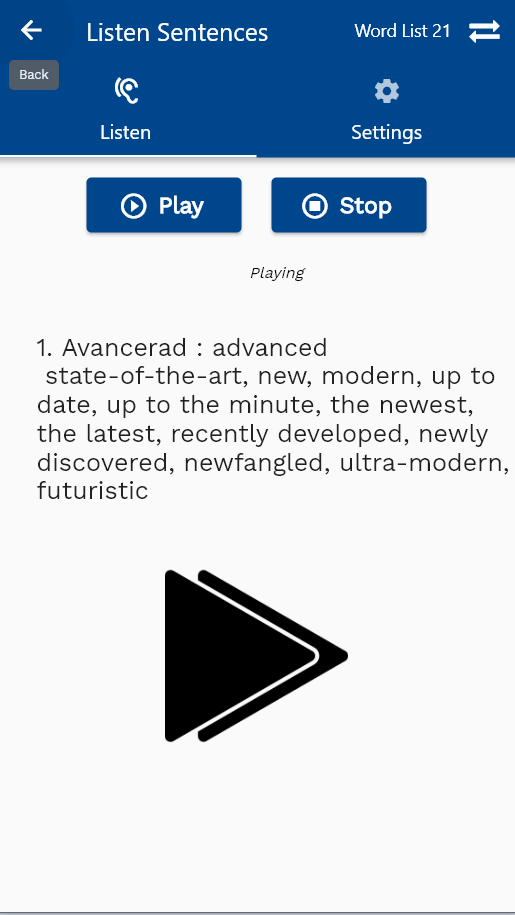 Listen Sentences
Word List 21
Back
Listen
Settings
Play
Stop
Playing
1. Avancerad : advanced
state-of-the-art, new, modern, up to
date, up to the minute, the newest,
the latest, recently developed, newly
discovered, newfangled, ultra-modern,
futuristic